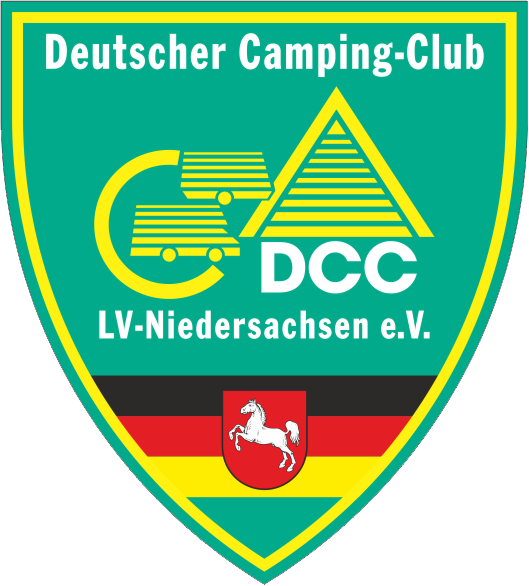 Deutscher Camping-Club
DCC
LV-Niedersachsen e.V.